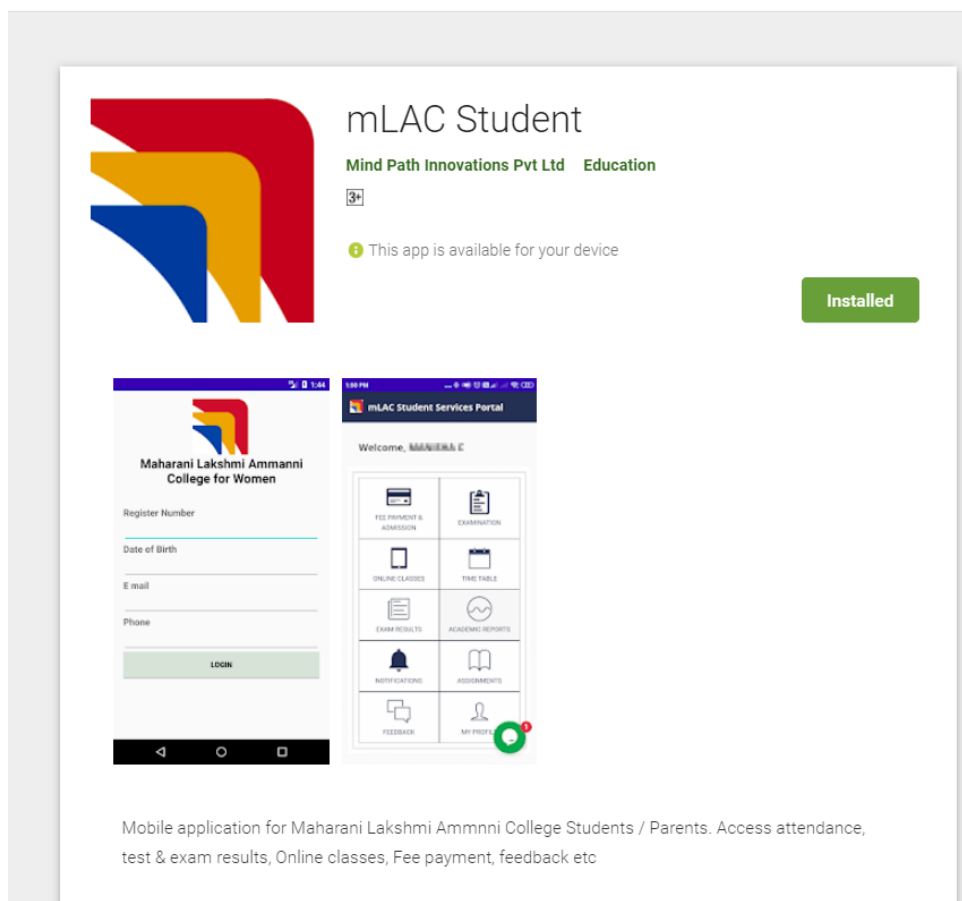 mLAC Student
Mind Path Innovations Pvt Ltd Education
3+
This app is available for your device
Installed
1:44
Maharani Lakshmi Ammanni
College for Women
Register Number
Date of Birth
E mail
Phone
LOGIN
1:50 PM
mLAC Student Services Portal
Welcome,
FEE PAYMENT &
ADMISSION
EXAMINATION
ONLINE CLASSES
TIME TABLE
EXAM RESULTS
ACADEMIC REPORTS
NOTIFICATIONS
ASSIGNMENTS
FEEDBACK
MY PROFIL
1
Mobile application for Maharani Lakshmi Ammnni College Students / Parents. Access attendance,
test & exam results, Online classes, Fee payment, feedback etc